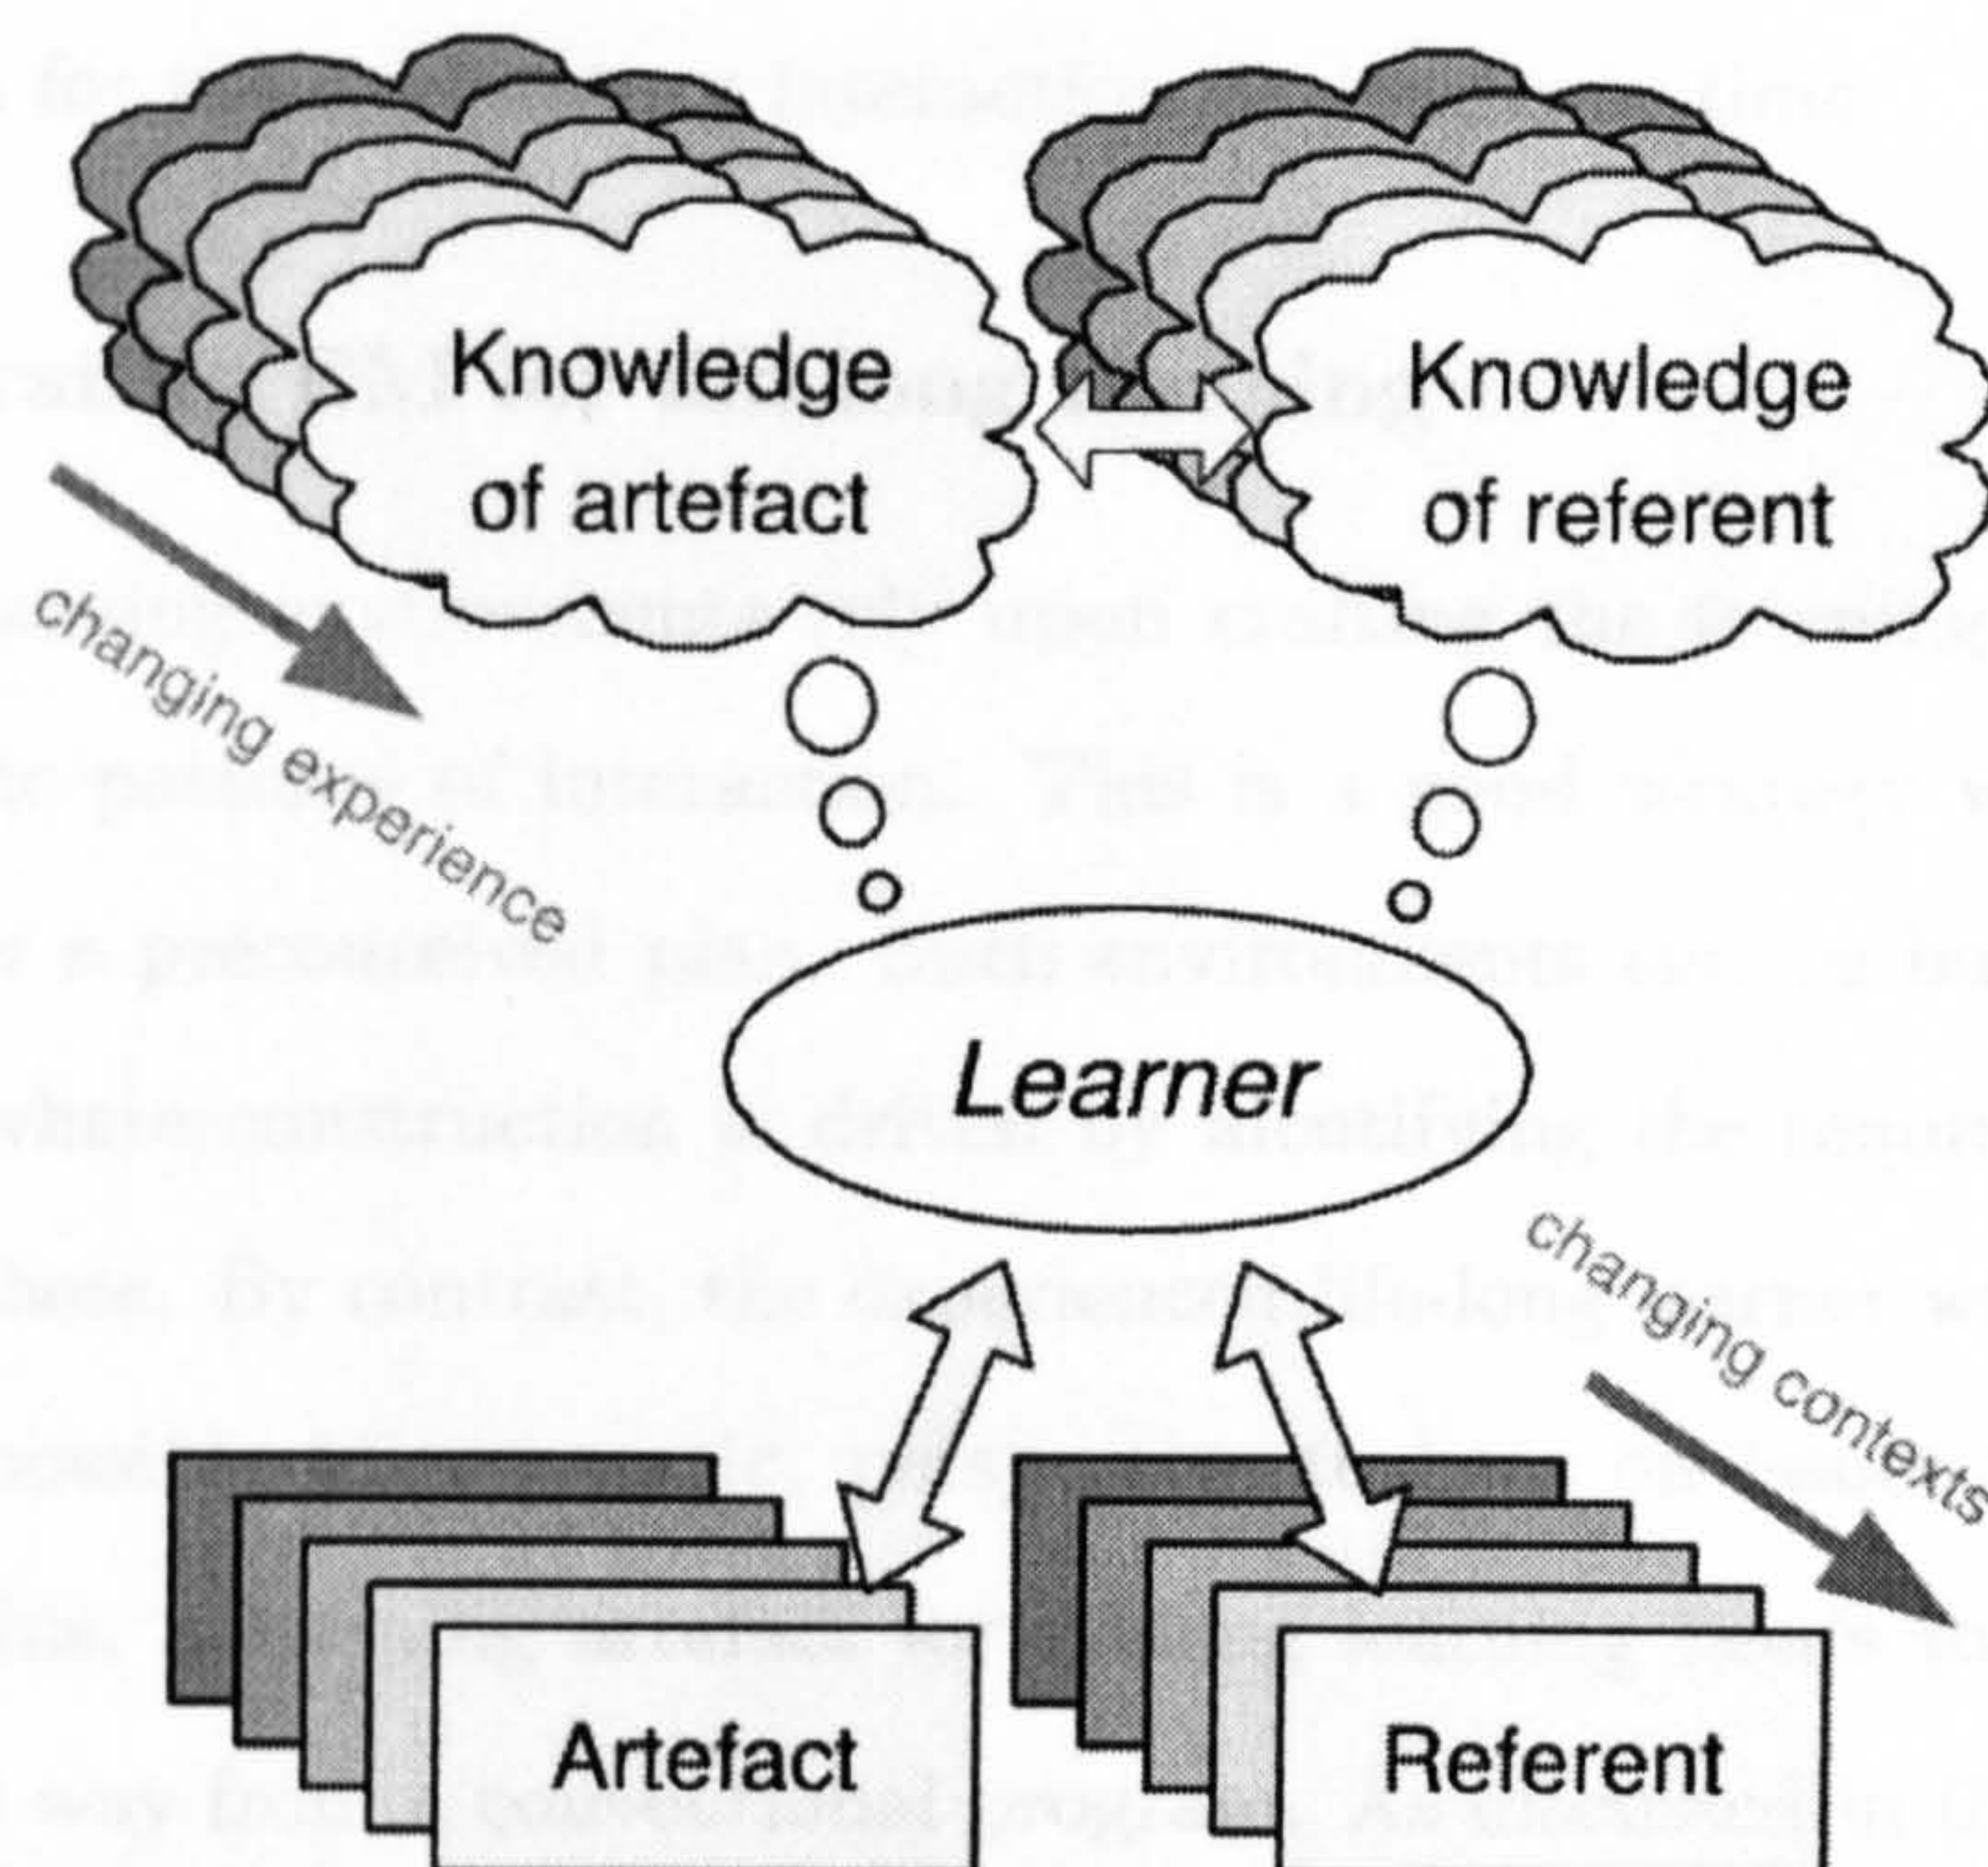 Knowledge
of artefact
Knowledge
of referent
changing experience
Learner
changing contexts
Artefact
Referent